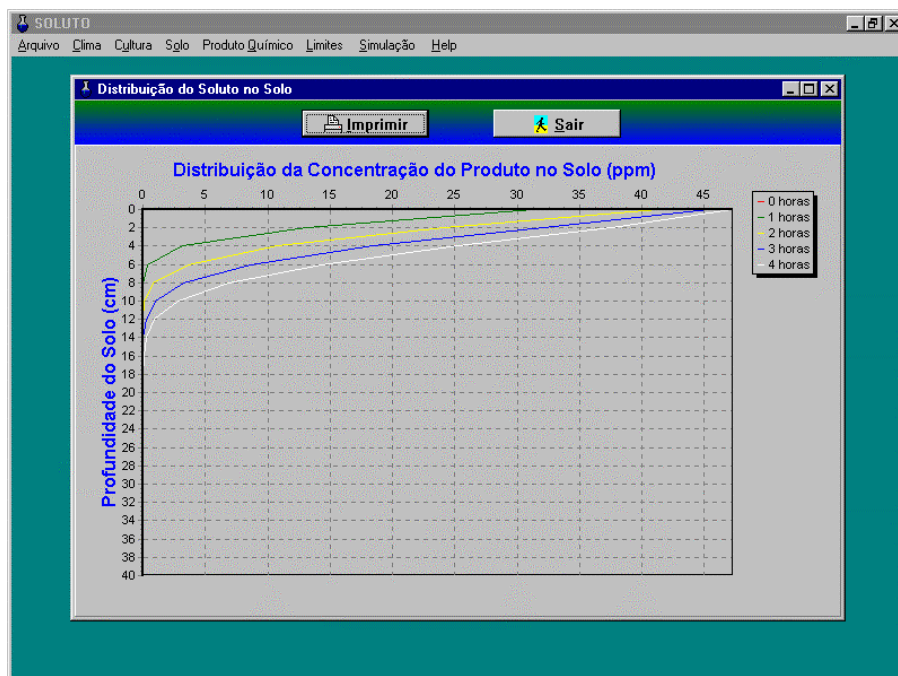 SOLUTO
Arquivo Clima Cultura Solo Produto Químico Limites Simulação Help
Distribuição do Soluto no Solo
Imprimir Sair
Distribuição da Concentração do Produto no Solo (ppm)
0 5 10 15 20 25 30 35 40 45
Profundidade do Solo (cm)
0
2
4
6
8
10
12
14
16
18
20
22
24
26
28
30
32
34
36
38
40
0 horas
1 horas
2 horas
3 horas
4 horas